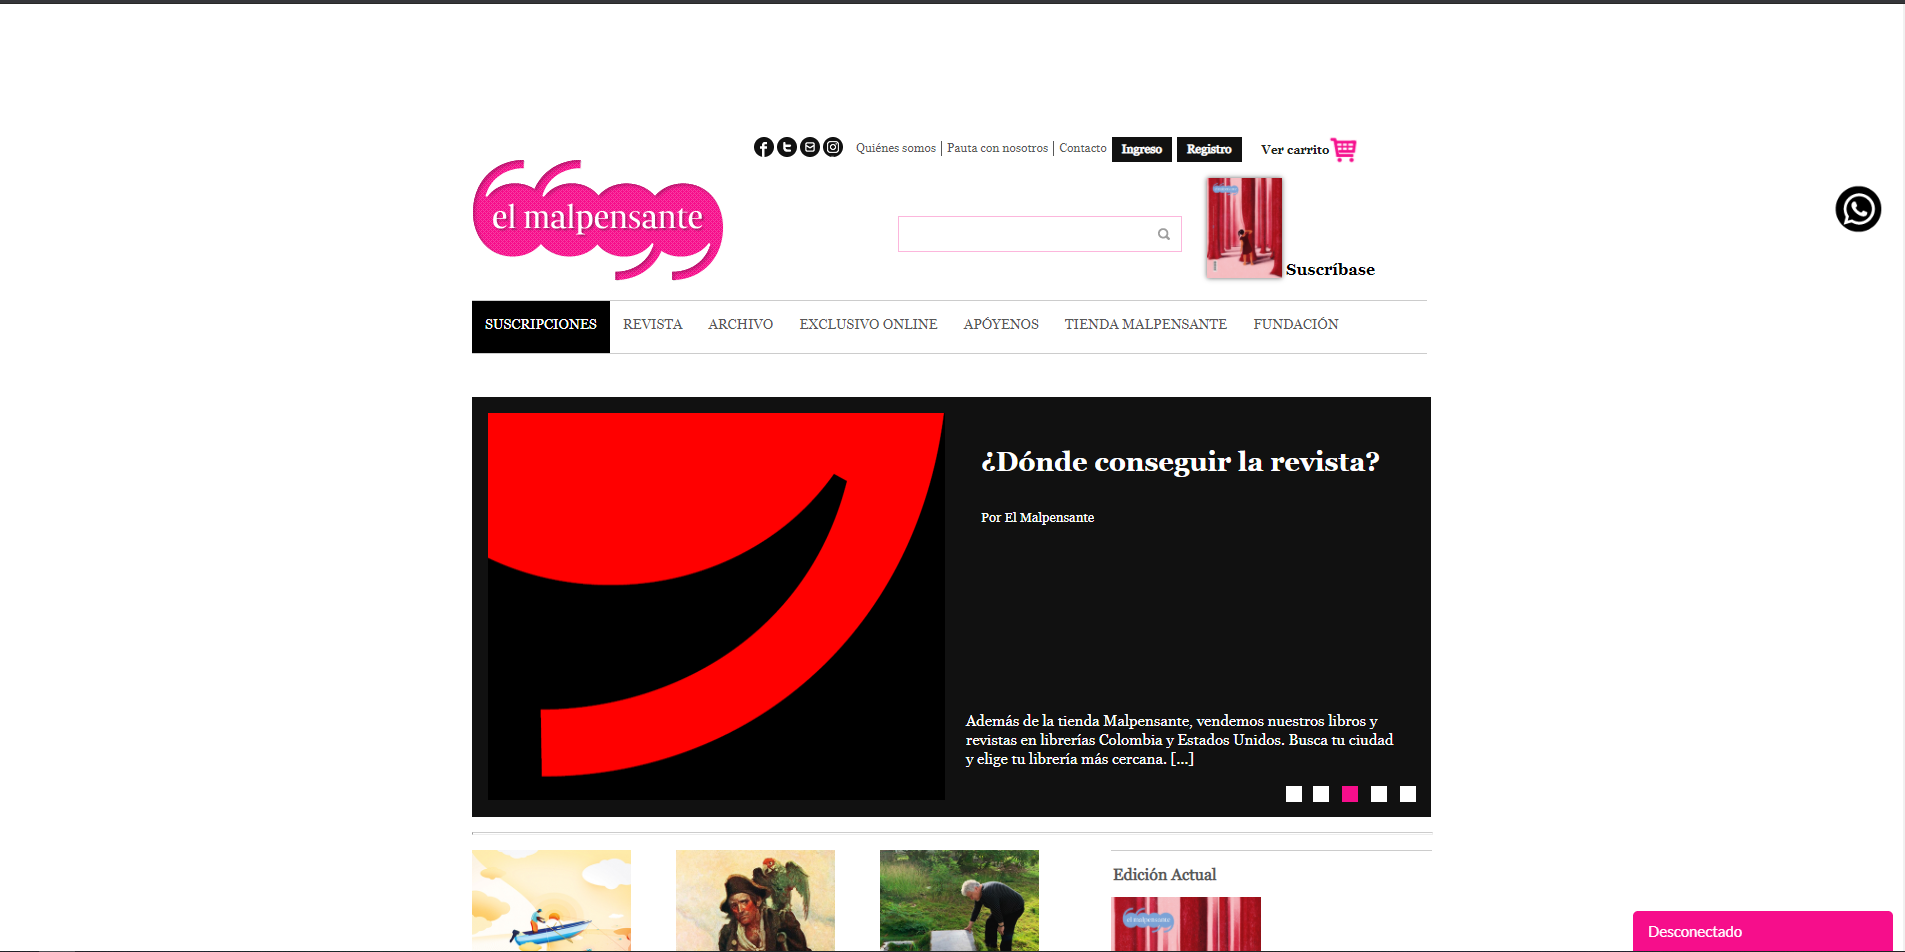 Quiénes somos | Pauta con nosotros | Contacto Ingreso Registro Ver carrito
el malpensante
Suscríbase
SUSCRIPCIONES REVISTA ARCHIVO EXCLUSIVO ONLINE APÓYENOS TIENDA MALPENSANTE FUNDACIÓN
¿Dónde conseguir la revista?
Por El Malpensante
Además de la tienda Malpensante, vendemos nuestros libros y
revistas en librerías Colombia y Estados Unidos. Busca tu ciudad
y elige tu librería más cercana. [...]
Edición Actual
el malpensante
Desconectado